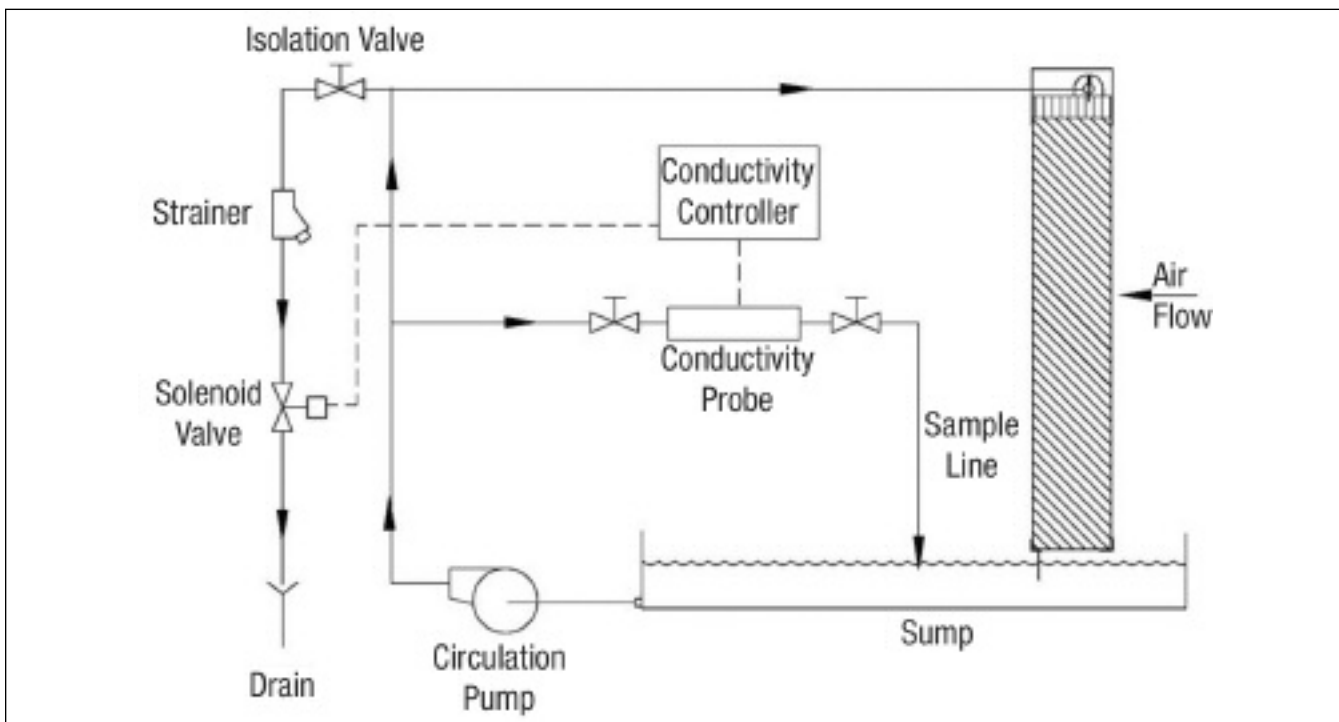 Isolation Valve
Strainer
Conductivity
Controller
Air
Flow
Conductivity
Probe
Solenoid
Valve
Sample
Line
Circulation
Pump
Sump
Drain